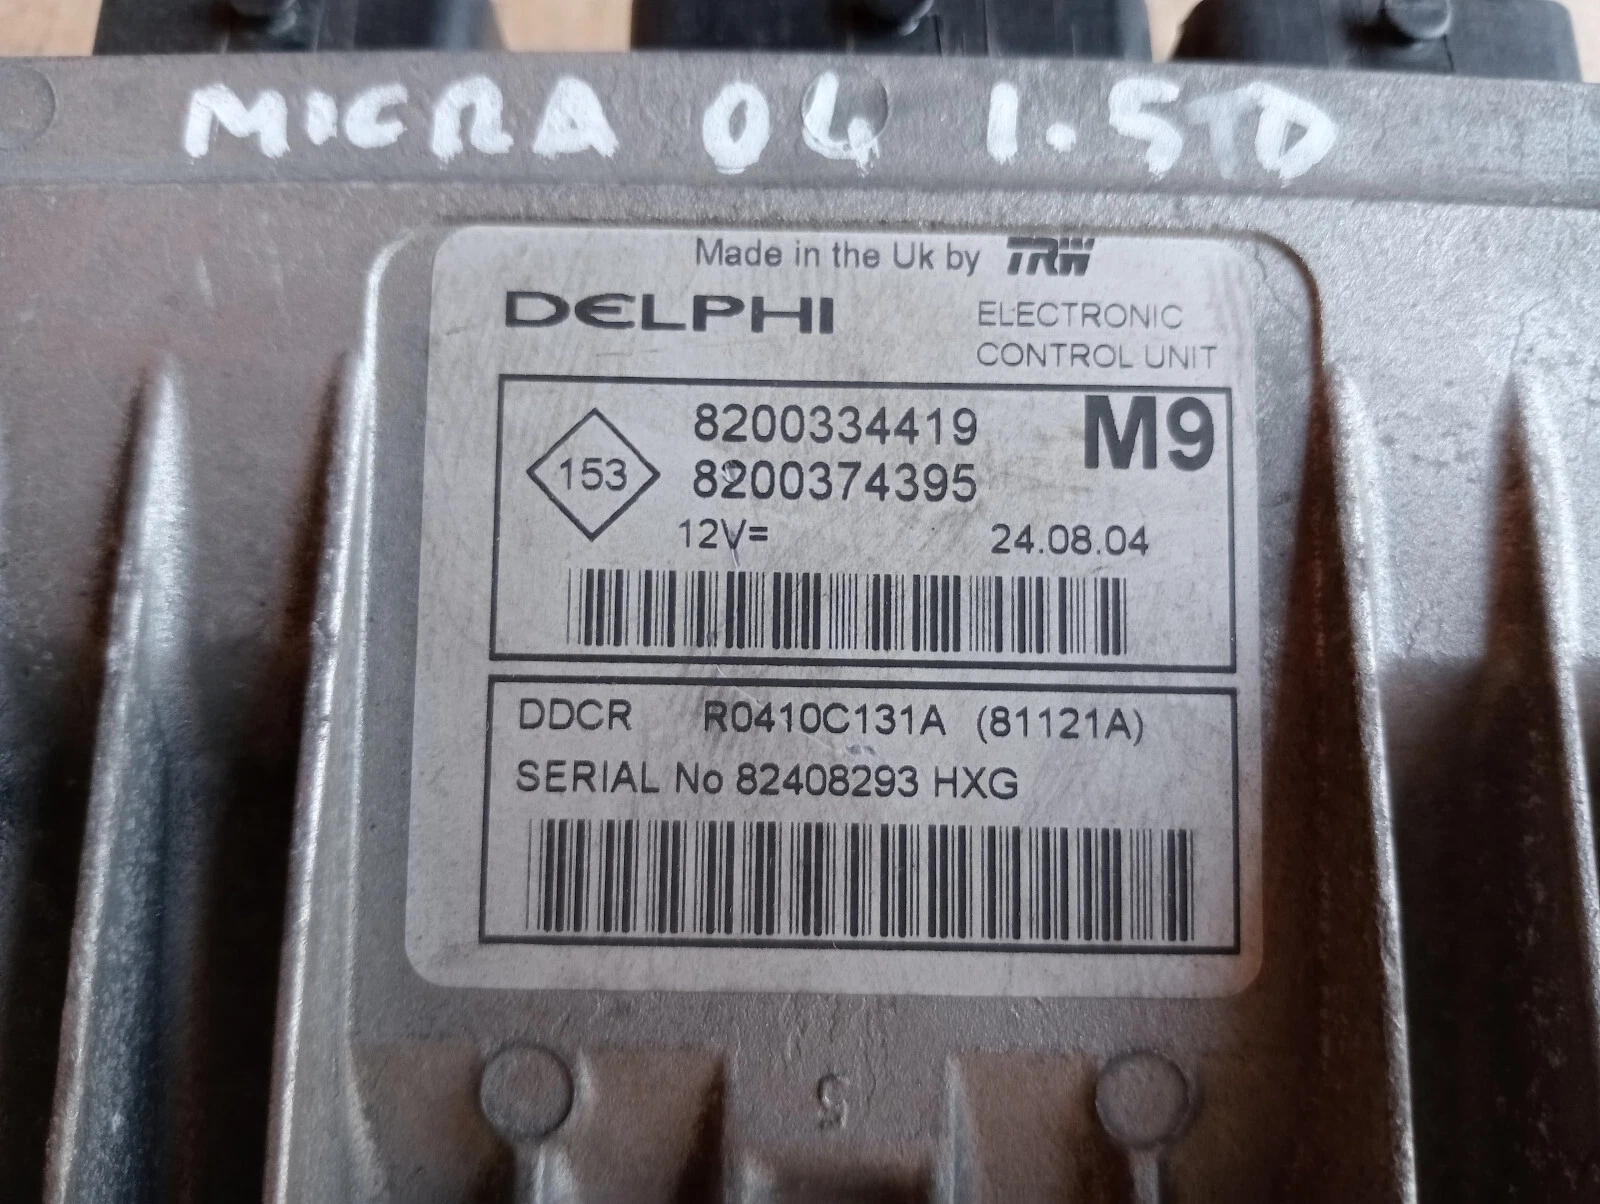 MICRA 04 1.5TD
Made in the Uk by TRW
DELPHI
ELECTRONIC
CONTROL UNIT
153
8200334419
8200374395
M9
12V=
24.08.04
DDCR R0410C131A (81121A)
SERIAL No 82408293 HXG
5